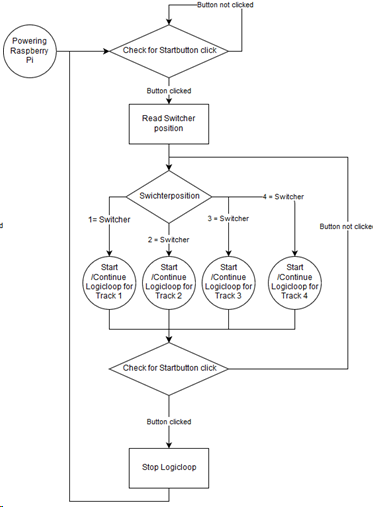 Button not clicked
Powering
Raspberry
Pi
Check for Startbutton click
Button clicked
Read Switcher
position
Swichterposition
1= Switcher
2 = Switcher
3 = Switcher
4 = Switcher
Button not clicke
Start
/Continue
Logicloop for
Track 1
Start
/Continue
Logicloop for
Track 2
Start
/Continue
Logicloop for
Track 3
Start
/Continue
Logicloop for
Track 4
Check for Startbutton click
Button clicked
Stop Logicloop